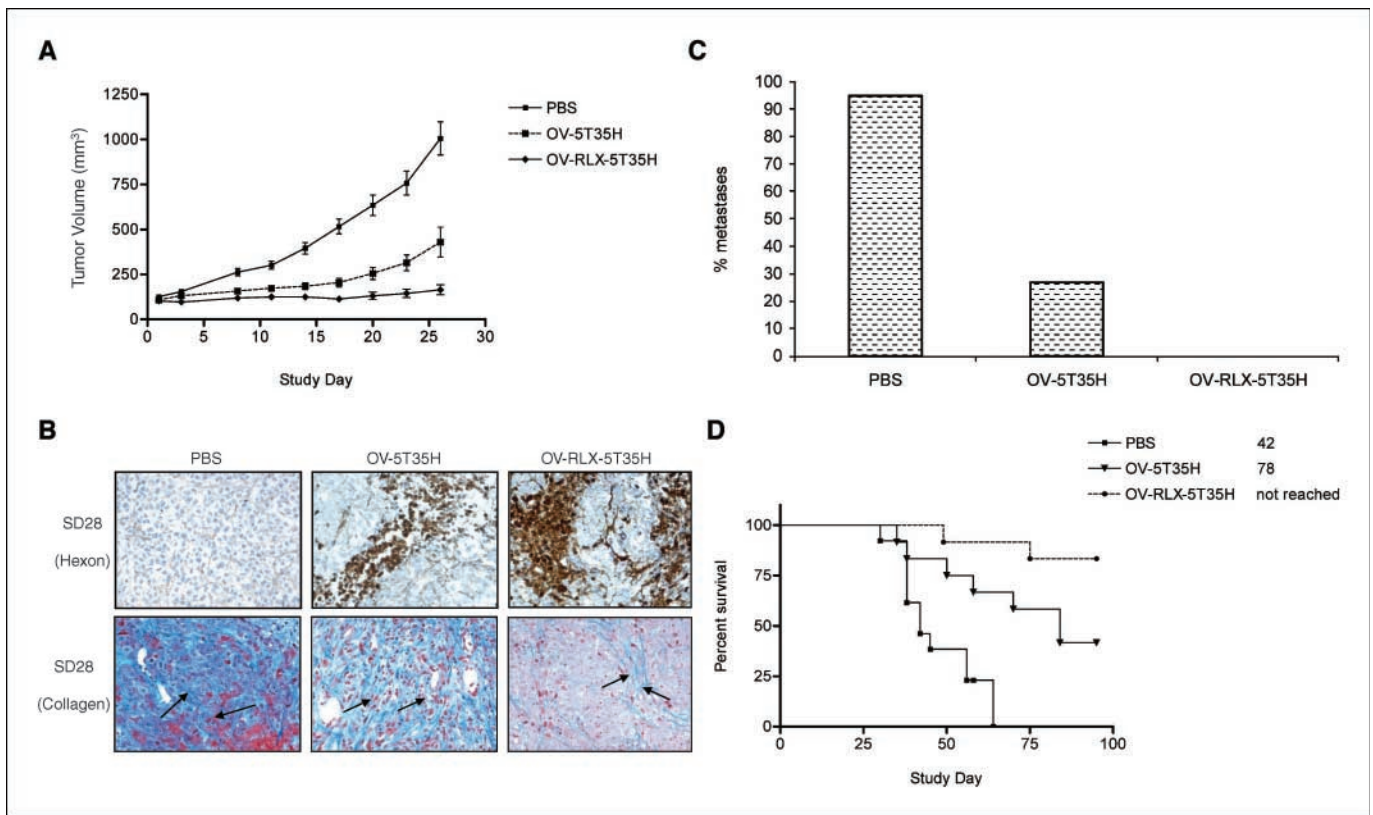 A
1250
1000
750
500
250
0
Tumor Volume (mm³)
0 5 10 15 20 25 30
Study Day
PBS
OV-5T35H
OV-RLX-5T35H
B
PBS OV-5T35H OV-RLX-5T35H
SD28
(Hexon)
SD28
(Collagen)
C
100
90
80
70
60
50
40
30
20
10
0
% metastases
PBS OV-5T35H OV-RLX-5T35H
D
PBS 42
OV-5T35H 78
OV-RLX-5T35H not reached
100
75
50
25
0
Percent survival
0 25 50 75 100
Study Day